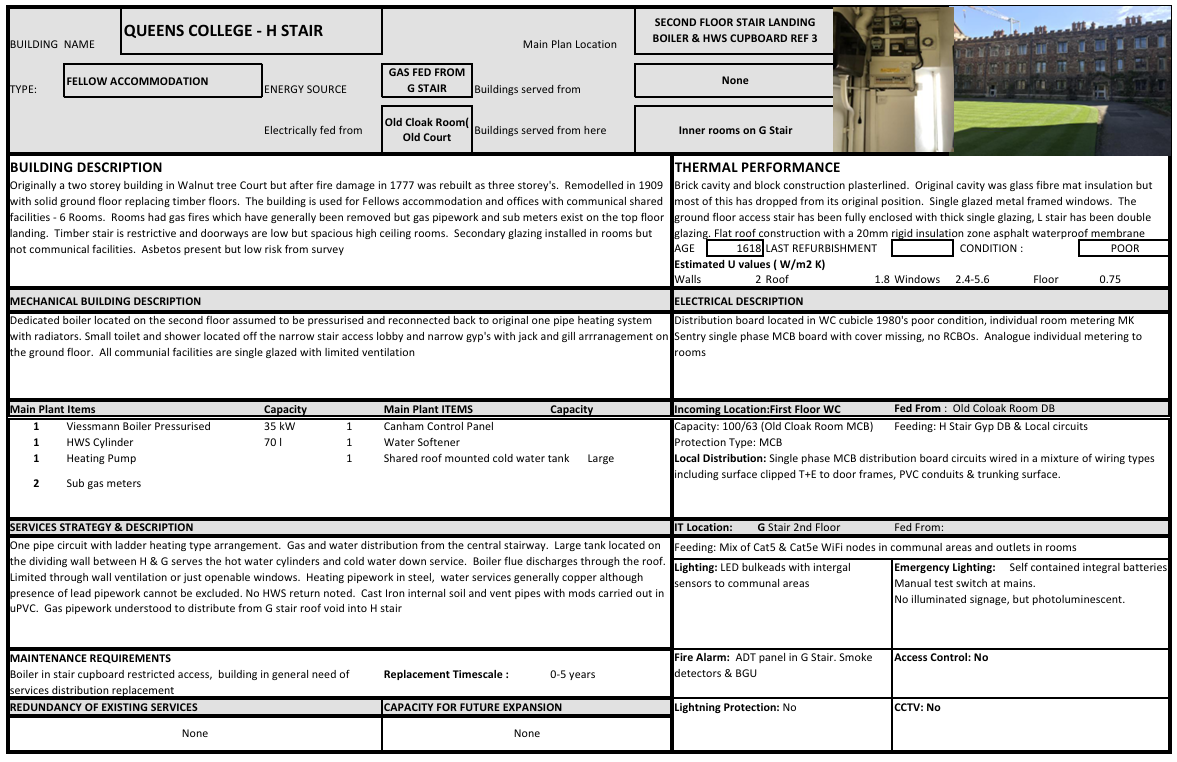 BUILDING NAME
QUEENS COLLEGE - H STAIR
Main Plan Location
SECOND FLOOR STAIR LANDING
BOILER & HWS CUPBOARD REF 3
TYPE:
FELLOW ACCOMMODATION
ENERGY SOURCE
GAS FED FROM
G STAIR
Buildings served from
None
Electrically fed from
Old Cloak Room(
Old Court
Buildings served from here
Inner rooms on G Stair
BUILDING DESCRIPTION
Originally a two storey building in Walnut tree Court but after fire damage in 1777 was rebuilt as three storey's. Remodelled in 1909
with solid ground floor replacing timber floors. The building is used for Fellows accommodation and offices with communal shared
facilities - 6 Rooms. Rooms had gas fires which have generally been removed but gas pipework and sub meters exist on the top floor
landing. Timber stair is restrictive and doorways are low but spacious high ceiling rooms. Secondary glazing installed in rooms but
not communal facilities. Asbetos present but low risk from survey
THERMAL PERFORMANCE
Brick cavity and block construction plasterlined. Original cavity was glass fibre mat insulation but
most of this has dropped from its original position. Single glazed metal framed windows. The
ground floor access stair has been fully enclosed with thick single glazing, L stair has been double
glazing. Flat roof construction with a 20mm rigid insulation zone asphalt waterproof membrane
AGE 1618 LAST REFURBISHMENT CONDITION : POOR
Estimated U values ( W/m2 K)
Walls 2 Roof 1.8 Windows 2.4-5.6 Floor 0.75
MECHANICAL BUILDING DESCRIPTION
Dedicated boiler located on the second floor assumed to be pressurised and reconnected back to original one pipe heating system
with radiators. Small toilet and shower located off the narrow stair access lobby and narrow gyp's with jack and gill arrranagement on
the ground floor. All communial facilities are single glazed with limited ventilation
ELECTRICAL DESCRIPTION
Distribution board located in WC cubicle 1980's poor condition, individual room metering MK
Sentry single phase MCB board with cover missing, no RCBOs. Analogue individual metering to
rooms
Main Plant Items Capacity Main Plant ITEMS Capacity
1 Viessmann Boiler Pressurised 35 kW 1 Canham Control Panel
1 HWS Cylinder 70 l 1 Water Softener
1 Heating Pump 1 Shared roof mounted cold water tank Large
2 Sub gas meters
Incoming Location:First Floor WC Fed From : Old Coloak Room DB
Capacity: 100/63 (Old Cloak Room MCB) Feeding: H Stair Gyp DB & Local circuits
Protection Type: MCB
Local Distribution: Single phase MCB distribution board circuits wired in a mixture of wiring types
including surface clipped T+E to door frames, PVC conduits & trunking surface.
SERVICES STRATEGY & DESCRIPTION
One pipe circuit with ladder heating type arrangement. Gas and water distribution from the central stairway. Large tank located on
the dividing wall between H & G serves the hot water cylinders and cold water down service. Boiler flue discharges through the roof.
Limited through wall ventilation or just openable windows. Heating pipework in steel, water services generally copper although
presence of lead pipework cannot be excluded. No HWS return noted. Cast Iron internal soil and vent pipes with mods carried out in
uPVC. Gas pipework understood to distribute from G stair roof void into H stair
IT Location: G Stair 2nd Floor Fed From:
Feeding: Mix of Cat5 & Cat5e WiFi nodes in communal areas and outlets in rooms
Lighting: LED bulkeads with intergal
sensors to communal areas
Emergency Lighting: Self contained integral batteries
Manual test switch at mains.
No illuminated signage, but photoluminescent.
MAINTENANCE REQUIREMENTS
Boiler in stair cupboard restricted access, building in general need of
services distribution replacement
Replacement Timescale : 0-5 years
Fire Alarm: ADT panel in G Stair. Smoke
detectors & BGU
Access Control: No
REDUNDANCY OF EXISTING SERVICES
None
CAPACITY FOR FUTURE EXPANSION
None
Lightning Protection: No
CCTV: No